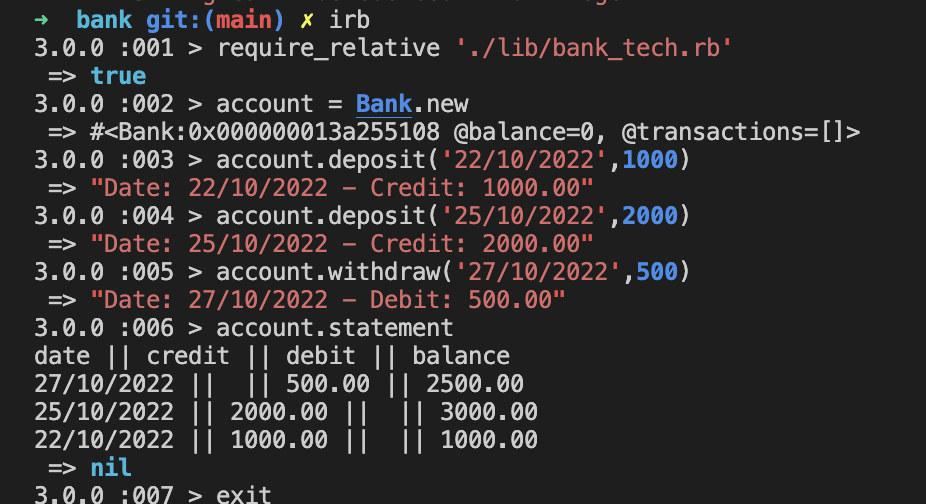 ➜  bank git:(main) ✗ irb
3.0.0 :001 > require_relative './lib/bank_tech.rb'
 => true
3.0.0 :002 > account = Bank.new
 => #<Bank:0x000000013a255108 @balance=0, @transactions=[]>
3.0.0 :003 > account.deposit('22/10/2022',1000)
 => "Date: 22/10/2022 – Credit: 1000.00"
3.0.0 :004 > account.deposit('25/10/2022',2000)
 => "Date: 25/10/2022 – Credit: 2000.00"
3.0.0 :005 > account.withdraw('27/10/2022',500)
 => "Date: 27/10/2022 – Debit: 500.00"
3.0.0 :006 > account.statement
date || credit || debit || balance
27/10/2022 ||  || 500.00 || 2500.00
25/10/2022 || 2000.00 ||  || 3000.00
22/10/2022 || 1000.00 ||  || 1000.00
 => nil
3.0.0 :007 > exit